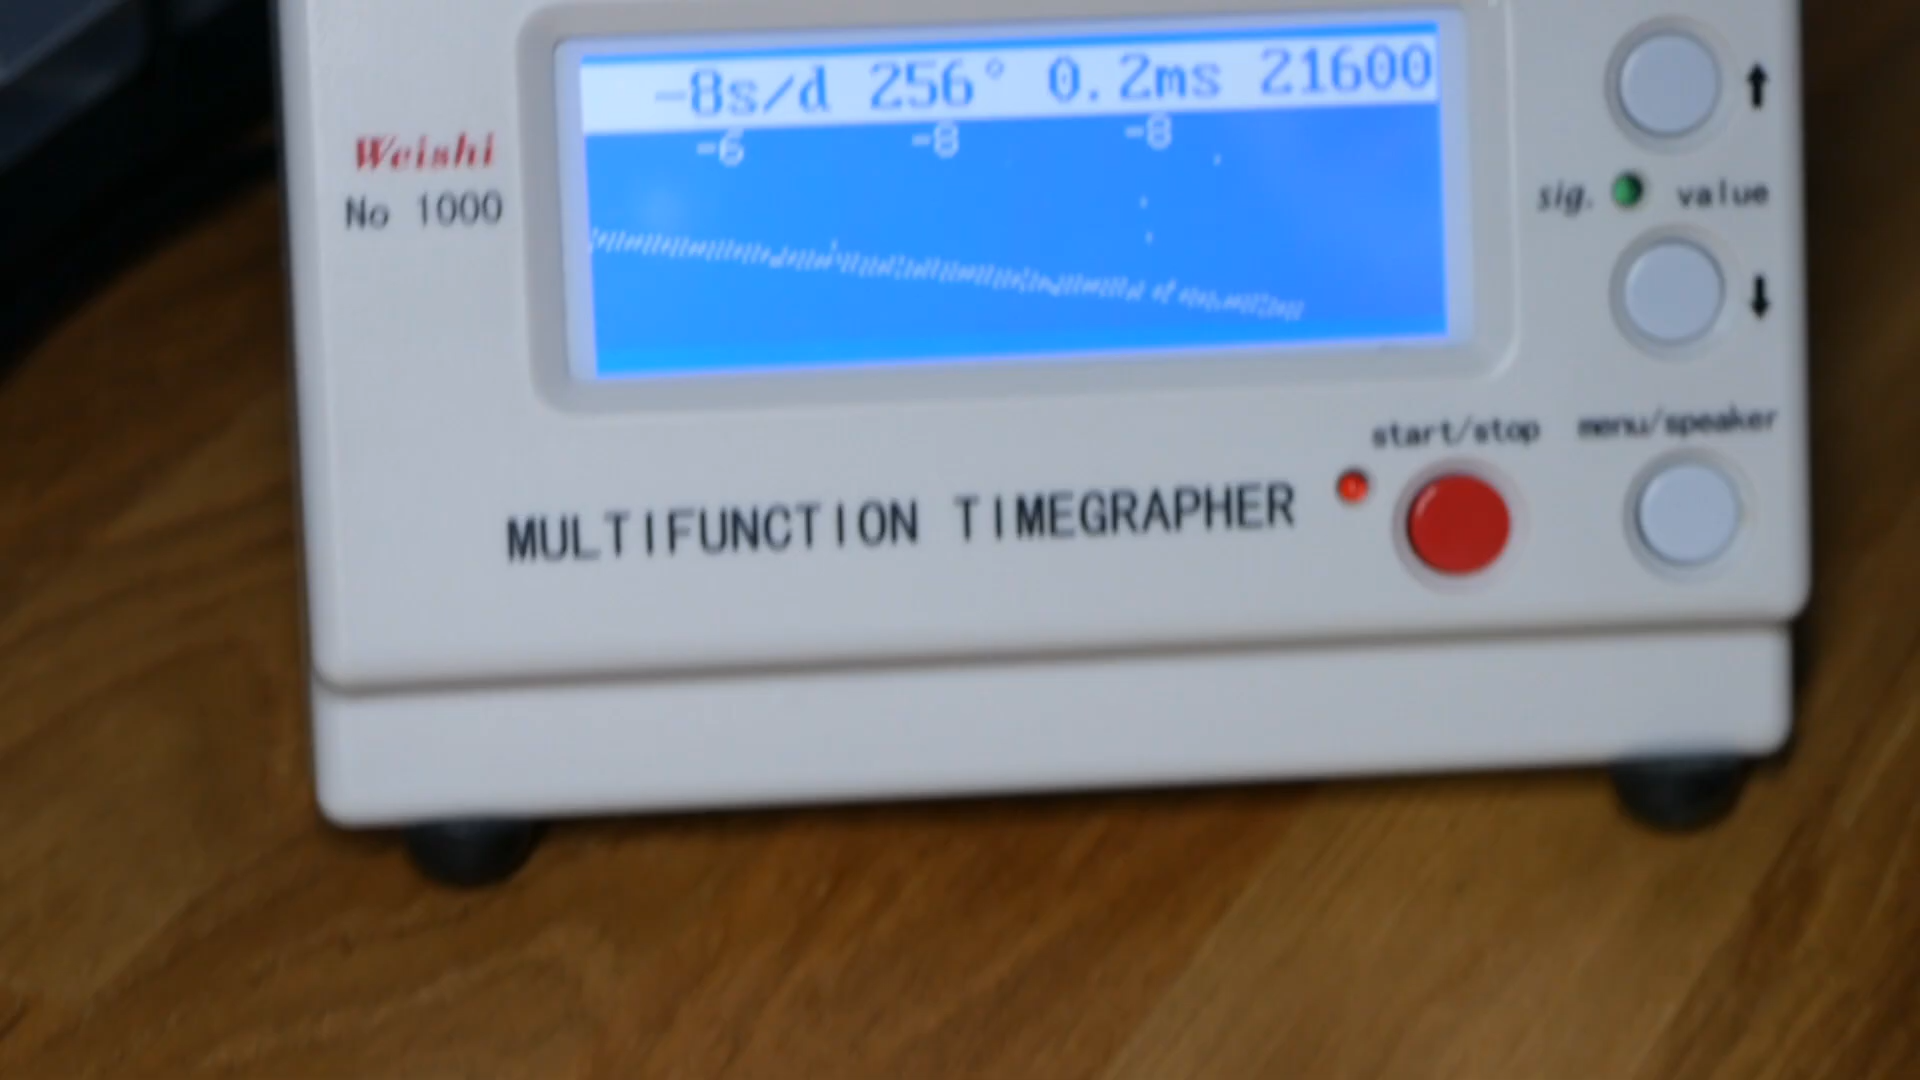 -8s/d 256° 0.2ms 21600
-6 -8 -8
Weishi
No 1000
sig. value
start/stop menu/speaker
MULTIFUNCTION TIMEGRAPHER